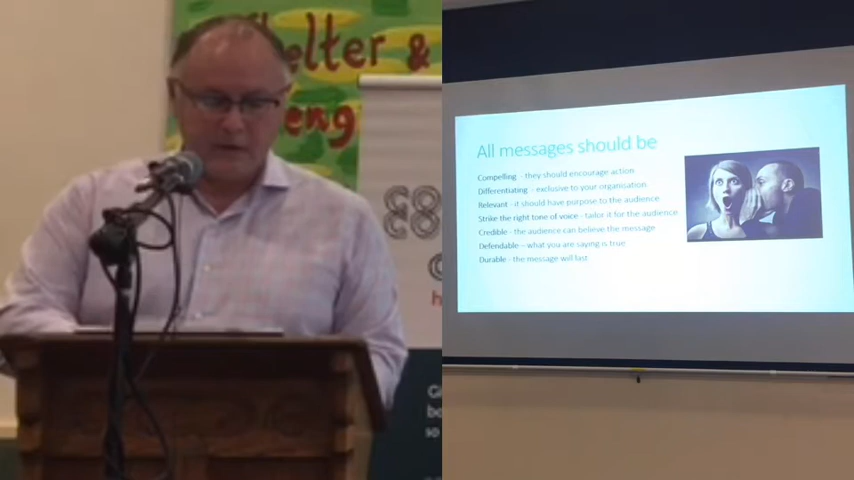 Shelter &
eng
All messages should be
Compelling - they should encourage action
Differentiating - exclusive to your organisation
Relevant - it should have purpose to the audience
Strike the right tone of voice - tailor it for the audience
Credible - the audience can believe the message
Defendable – what you are saying is true
Durable - the message will last